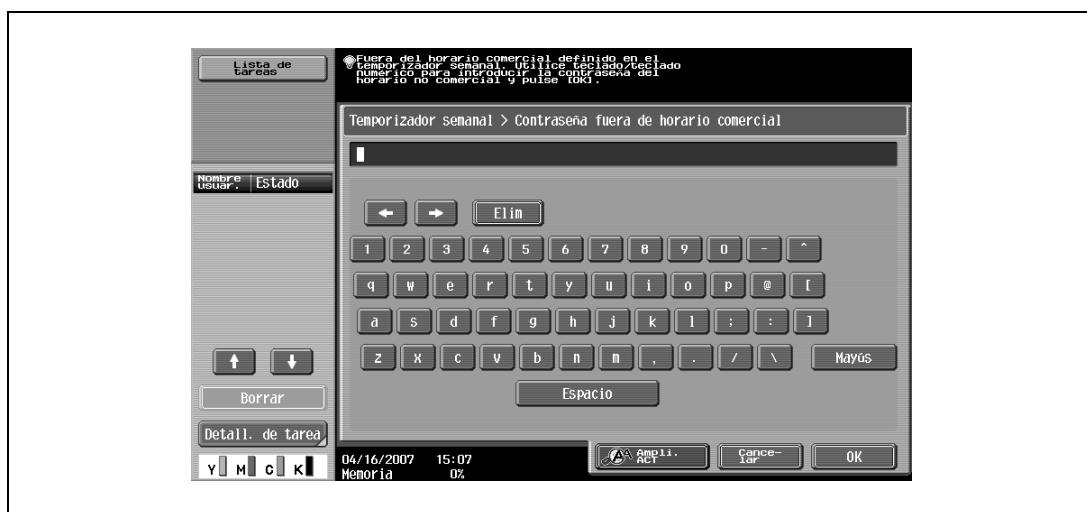 Lista de
tareas
Fuera del horario comercial definido en el
temporizador semanal. Utilice teclado/teclado
numérico para introducir la contraseña del
horario no comercial y pulse [OK].
Temporizador semanal > Contraseña fuera de horario comercial
Nombre
usuar.
Estado
Elim
1 2 3 4 5 6 7 8 9 0 - ^
q w e r t y u i o p @ [
a s d f g h j k l ; : ]
z x c v b n m , . / \ Mayús
Espacio
Borrar
Detall. de tarea
Y M C K
04/16/2007 15:07
Memoria 0%
Ampli.
ACT
Cance-
lar
OK